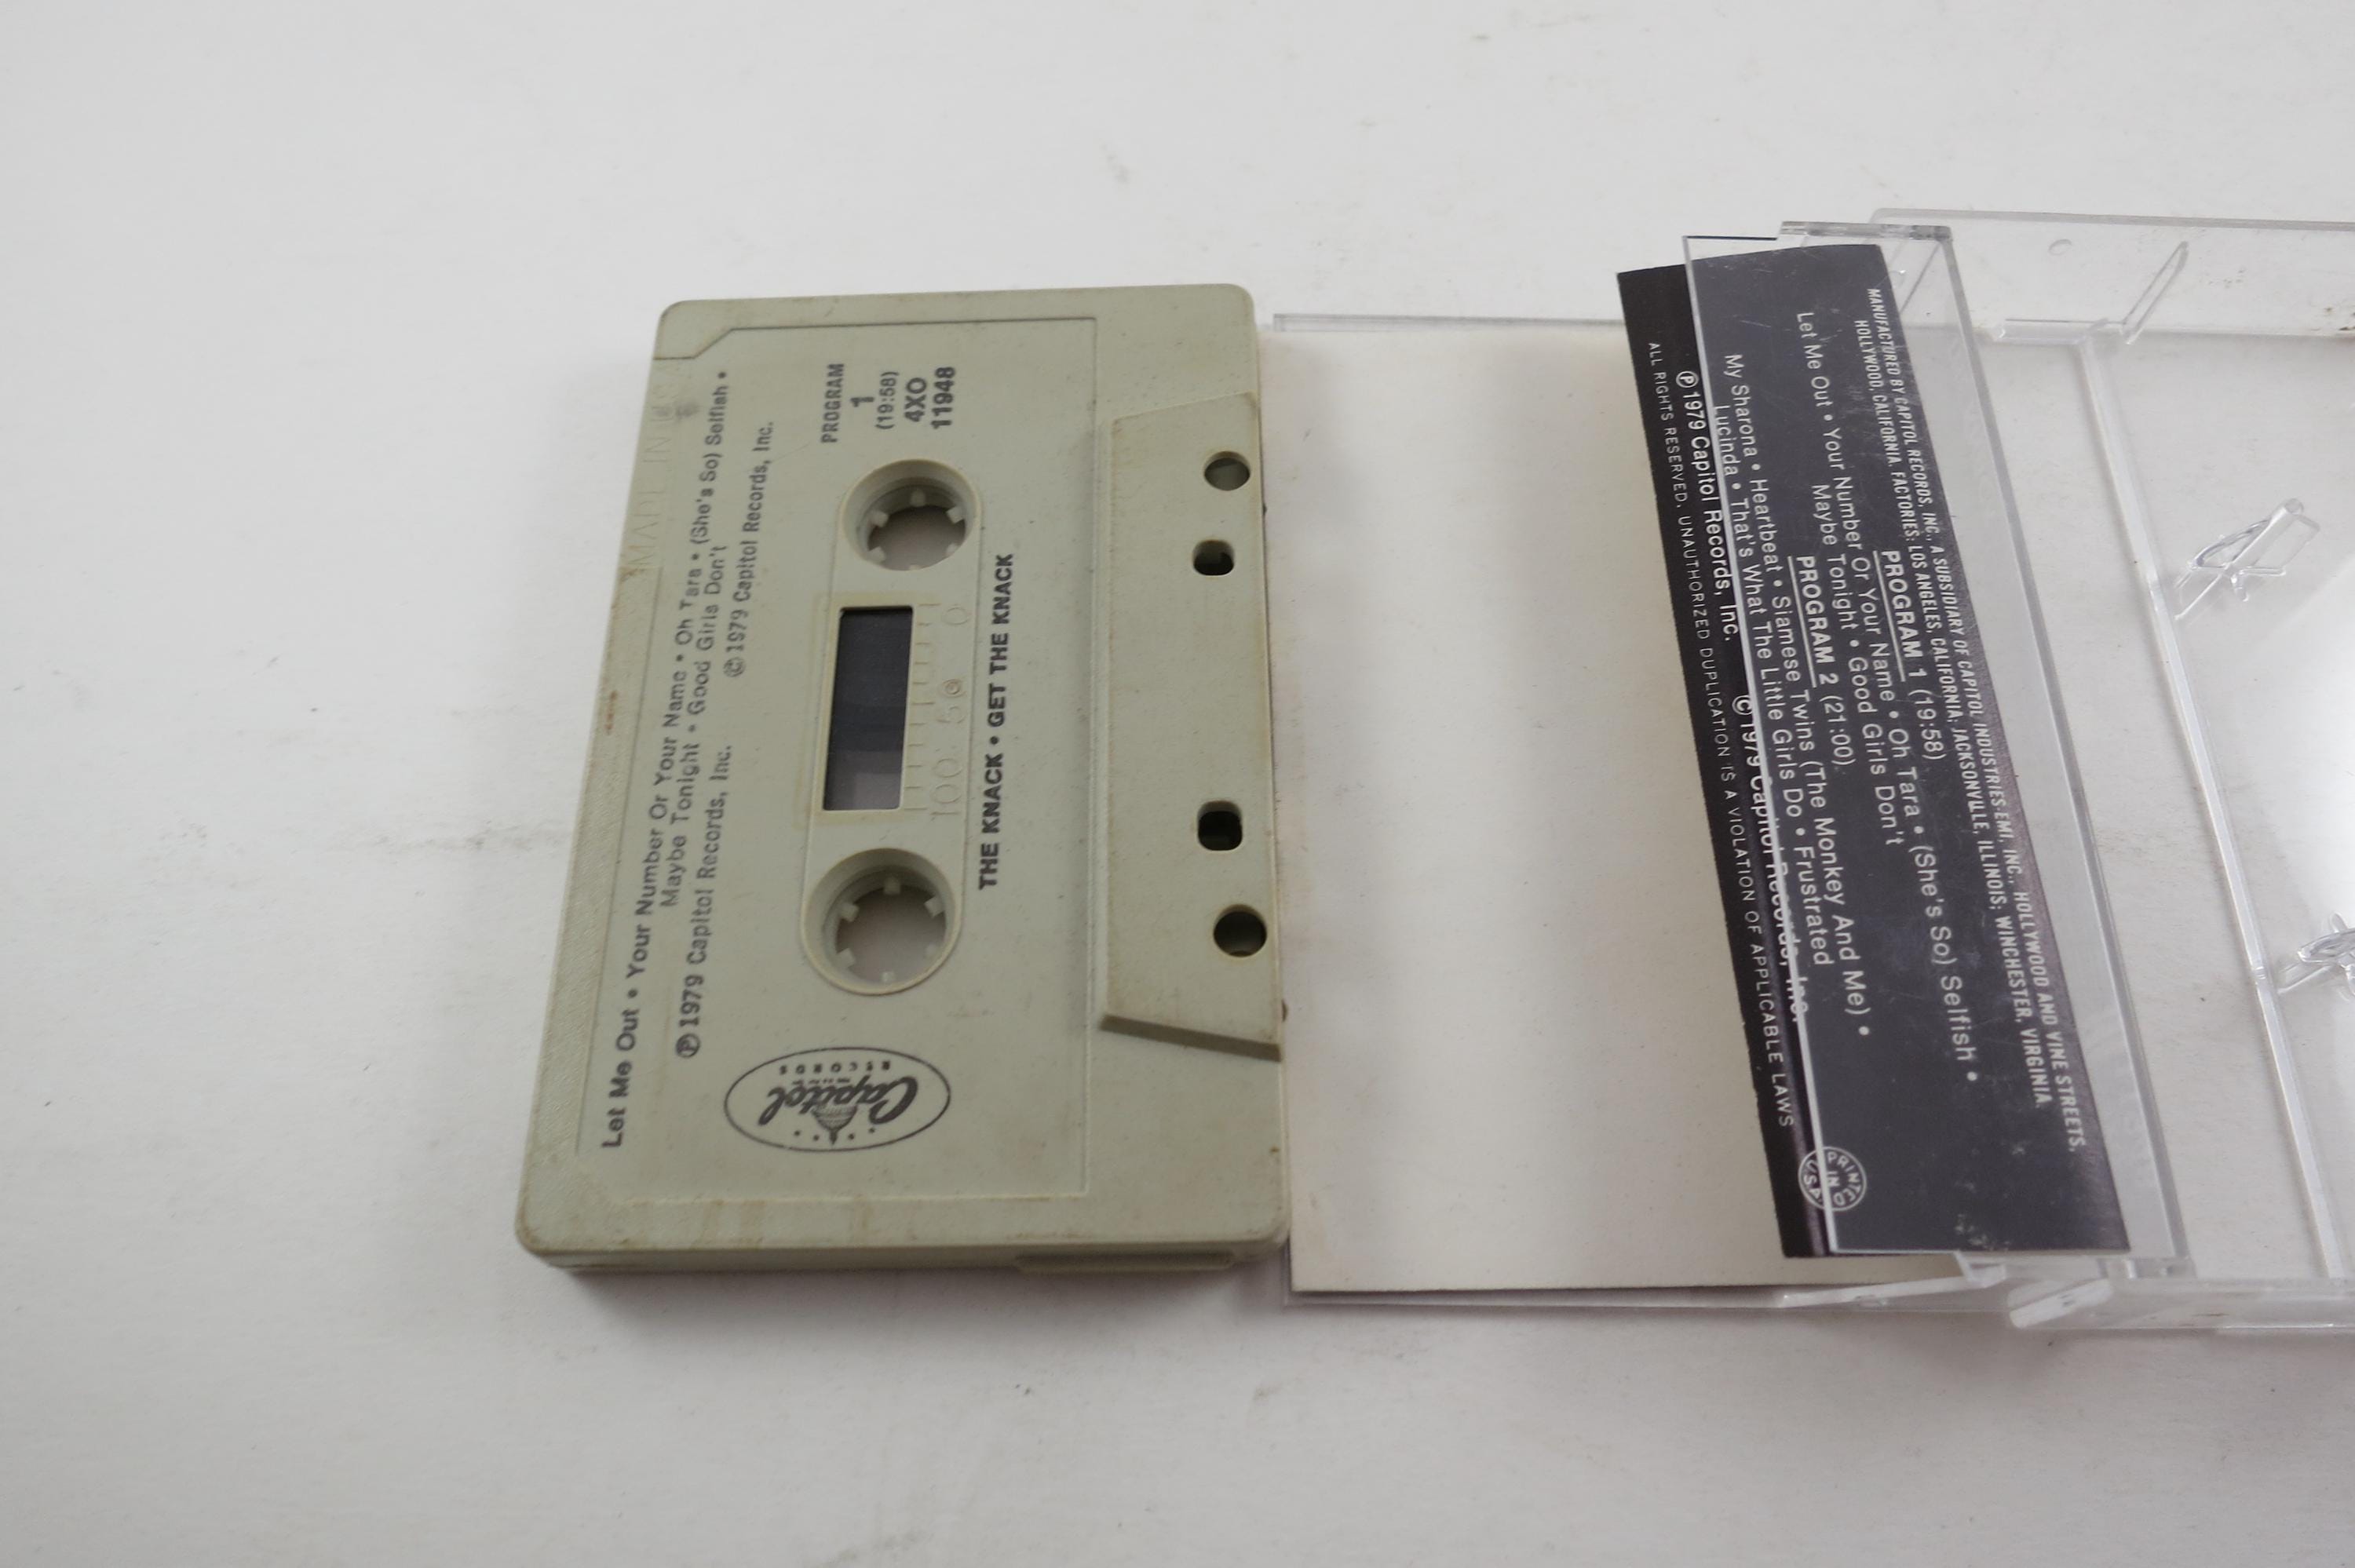 THE KNACK • GET THE KNACK
PROGRAM
1
(19:58)
4XO
11948
100 50 0
Capitol
RECORDS
Let Me Out • Your Number Or Your Name • Oh Tara • (She's So) Selfish •
Maybe Tonight • Good Girls Don't
Ⓟ 1979 Capitol Records, Inc. © 1979 Capitol Records, Inc.
MADE IN
MANUFACTURED BY CAPITOL RECORDS, INC., A SUBSIDIARY OF CAPITOL INDUSTRIES-EMI, INC., HOLLYWOOD AND VINE STREETS,
HOLLYWOOD, CALIFORNIA. FACTORIES: LOS ANGELES, CALIFORNIA; JACKSONVILLE, ILLINOIS; WINCHESTER, VIRGINIA.
PROGRAM 1 (19:58)
Let Me Out • Your Number Or Your Name • Oh Tara • (She's So) Selfish •
Maybe Tonight • Good Girls Don't
PROGRAM 2 (21:00)
My Sharona • Heartbeat • Siamese Twins (The Monkey And Me) •
Lucinda • That's What The Little Girls Do • Frustrated
Ⓟ 1979 Capitol Records, Inc. © 1979 Capitol Records, Inc.
ALL RIGHTS RESERVED. UNAUTHORIZED DUPLICATION IS A VIOLATION OF APPLICABLE LAWS
IN
U.S.A.